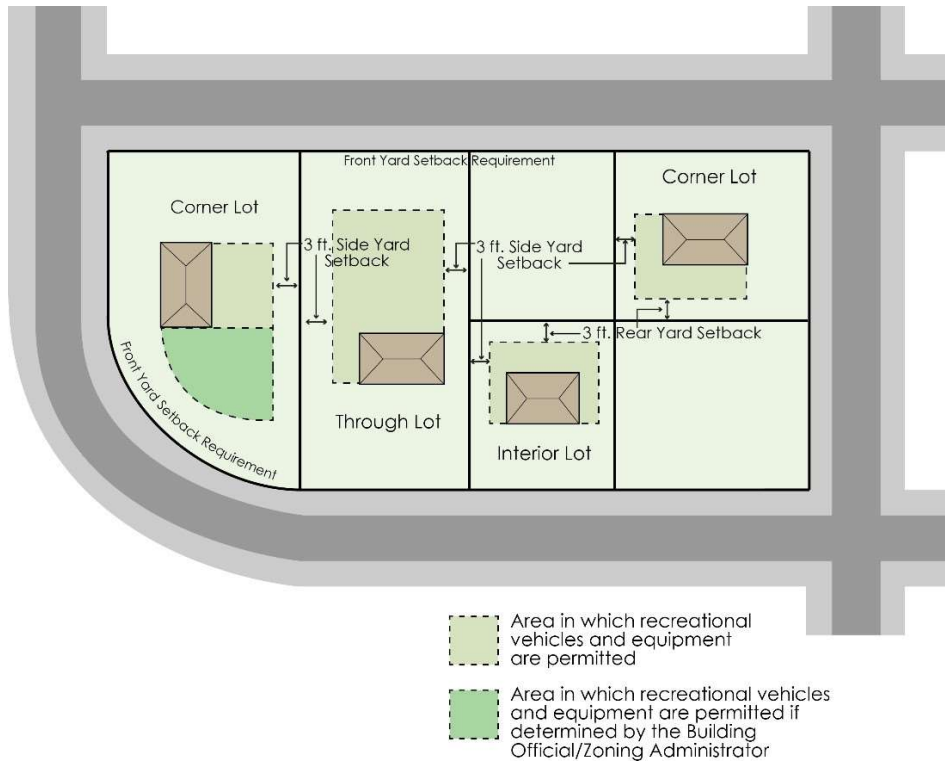 Front Yard Setback Requirement
Corner Lot
Corner Lot
3 ft. Side Yard
Setback
3 ft. Side Yard
Setback
3 ft. Rear Yard Setback
Front Yard Setback Requirement
Through Lot
Interior Lot
Area in which recreational
vehicles and equipment
are permitted
Area in which recreational vehicles
and equipment are permitted if
determined by the Building
Official/Zoning Administrator